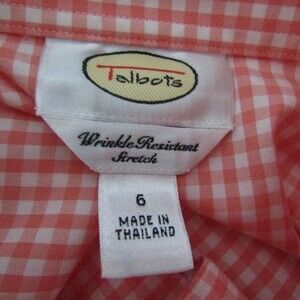 Talbots
Wrinkle Resistant
Stretch
6
MADE IN
THAILAND